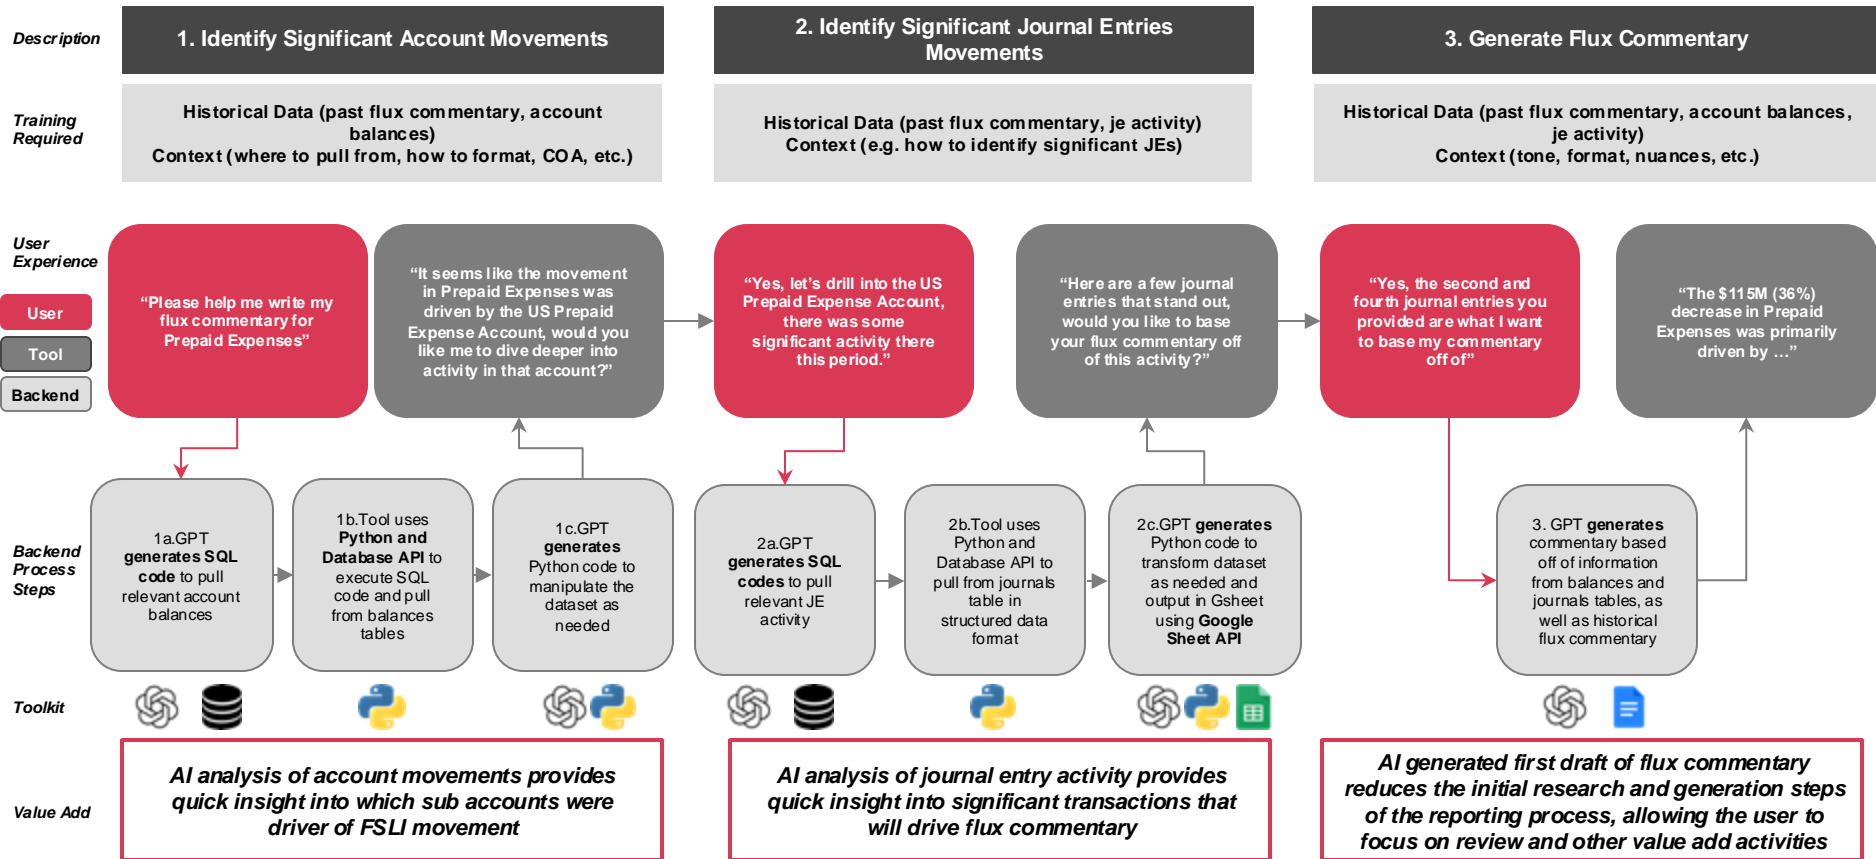 Description
1. Identify Significant Account Movements
2. Identify Significant Journal Entries
Movements
3. Generate Flux Commentary
Training
Required
Historical Data (past flux commentary, account
balances)
Context (where to pull from, how to format, COA, etc.)
Historical Data (past flux commentary, je activity)
Context (e.g. how to identify significant JEs)
Historical Data (past flux commentary, account balances,
je activity)
Context (tone, format, nuances, etc.)
User
Experience
User
Tool
Backend
“Please help me write my
flux commentary for
Prepaid Expenses”
“It seems like the movement
in Prepaid Expenses was
driven by the US Prepaid
Expense Account, would you
like me to dive deeper into
activity in that account?”
“Yes, let’s drill into the US
Prepaid Expense Account,
there was some
significant activity there
this period.”
“Here are a few journal
entries that stand out,
would you like to base
your flux commentary off
of this activity?”
“Yes, the second and
fourth journal entries you
provided are what I want
to base my commentary
off of”
“The $115M (36%)
decrease in Prepaid
Expenses was primarily
driven by …”
Backend
Process
Steps
1a.GPT
generates SQL
code to pull
relevant account
balances
1b.Tool uses
Python and
Database API to
execute SQL
code and pull
from balances
tables
1c.GPT
generates
Python code to
manipulate the
dataset as
needed
2a.GPT
generates SQL
codes to pull
relevant JE
activity
2b.Tool uses
Python and
Database API to
pull from journals
table in
structured data
format
2c.GPT generates
Python code to
transform dataset
as needed and
output in Gsheet
using Google
Sheet API
3. GPT generates
commentary based
off of information
from balances and
journals tables, as
well as historical
flux commentary
Toolkit
Value Add
AI analysis of account movements provides
quick insight into which sub accounts were
driver of FSLI movement
AI analysis of journal entry activity provides
quick insight into significant transactions that
will drive flux commentary
AI generated first draft of flux commentary
reduces the initial research and generation steps
of the reporting process, allowing the user to
focus on review and other value add activities